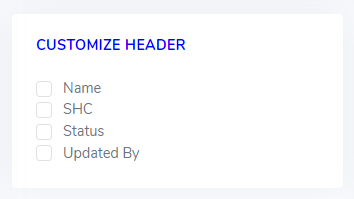 CUSTOMIZE HEADER
Name
SHC
Status
Updated By